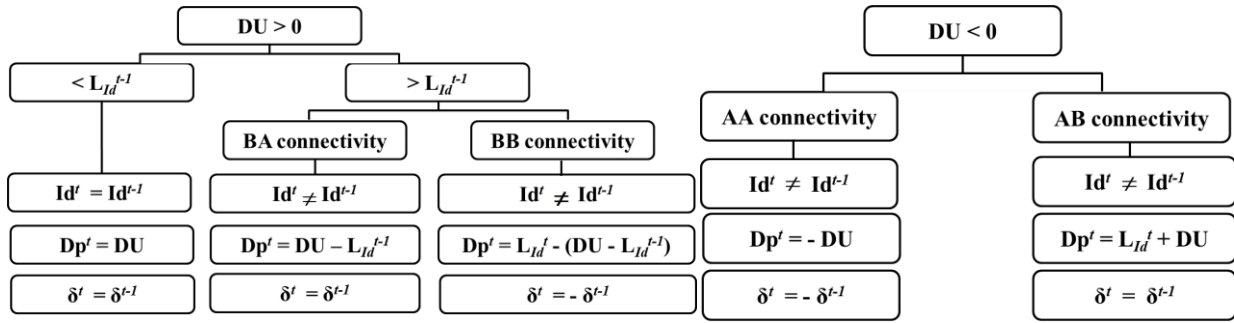 DU > 0
< L_Id^t-1
> L_Id^t-1
BA connectivity
BB connectivity
Id^t = Id^t-1
Id^t ≠ Id^t-1
Id^t ≠ Id^t-1
Dp^t = DU
Dp^t = DU – L_Id^t-1
Dp^t = L_Id^t - (DU - L_Id^t-1)
δ^t = δ^t-1
δ^t = δ^t-1
δ^t = - δ^t-1
DU < 0
AA connectivity
AB connectivity
Id^t ≠ Id^t-1
Id^t ≠ Id^t-1
Dp^t = - DU
Dp^t = L_Id^t + DU
δ^t = - δ^t-1
δ^t = δ^t-1